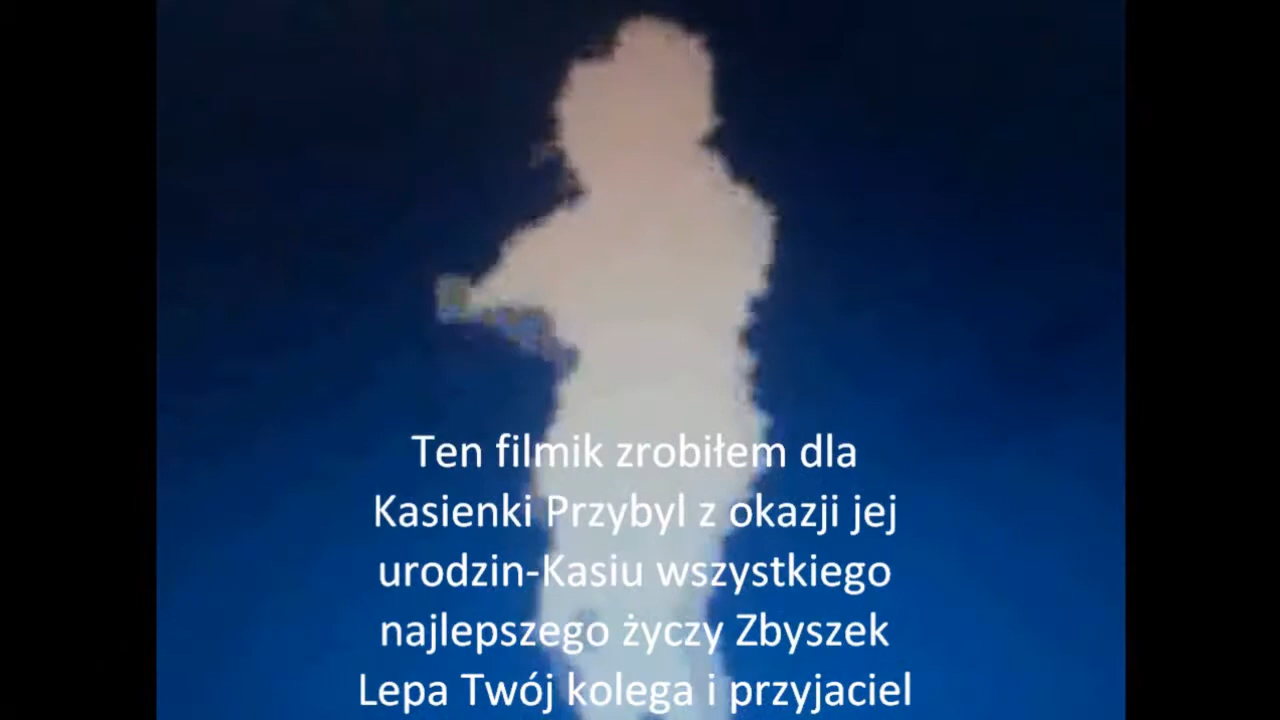 Ten filmik zrobiłem dla
Kasienki Przybyl z okazji jej
urodzin-Kasiu wszystkiego
najlepszego życzy Zbyszek
Lepa Twój kolega i przyjaciel